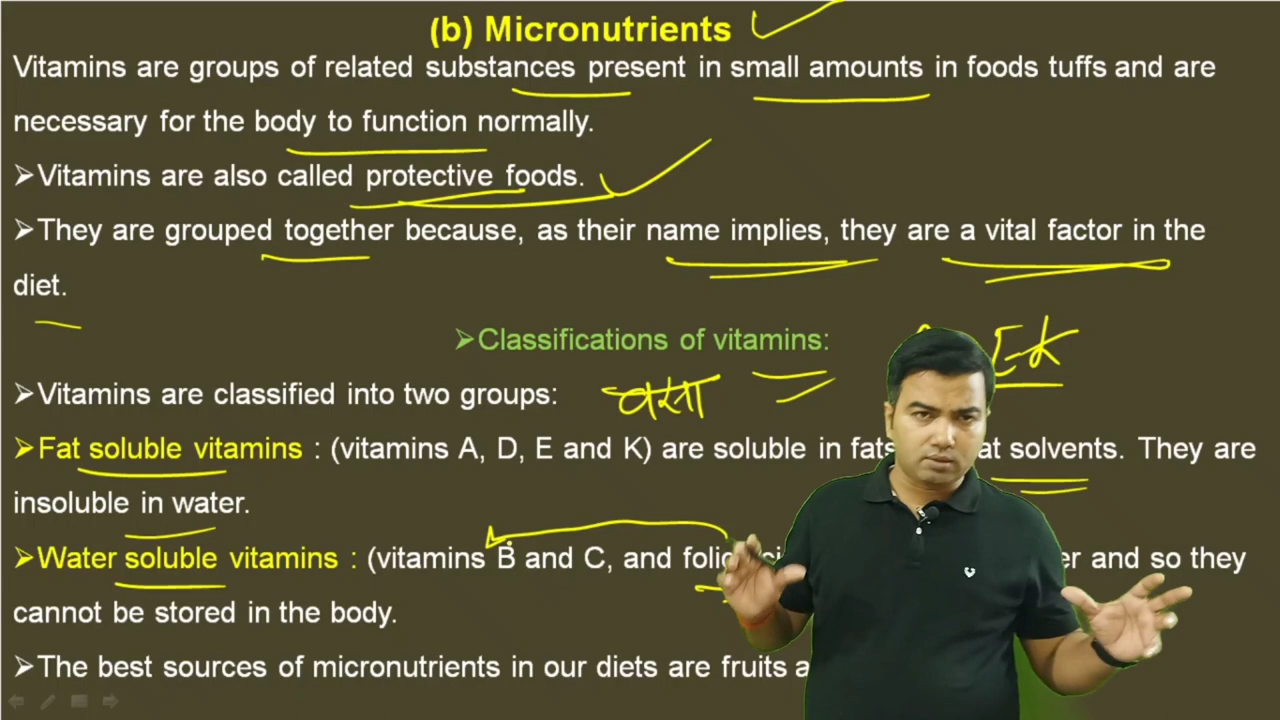 (b) Micronutrients
Vitamins are groups of related substances present in small amounts in foods tuffs and are
necessary for the body to function normally.
➢Vitamins are also called protective foods.
➢They are grouped together because, as their name implies, they are a vital factor in the
diet.
➢Classifications of vitamins:
EK
➢Vitamins are classified into two groups: वसा
➢Fat soluble vitamins : (vitamins A, D, E and K) are soluble in fats solvents. They are
insoluble in water.
➢Water soluble vitamins : (vitamins B and C, and folic and so they
cannot be stored in the body.
➢The best sources of micronutrients in our diets are fruits